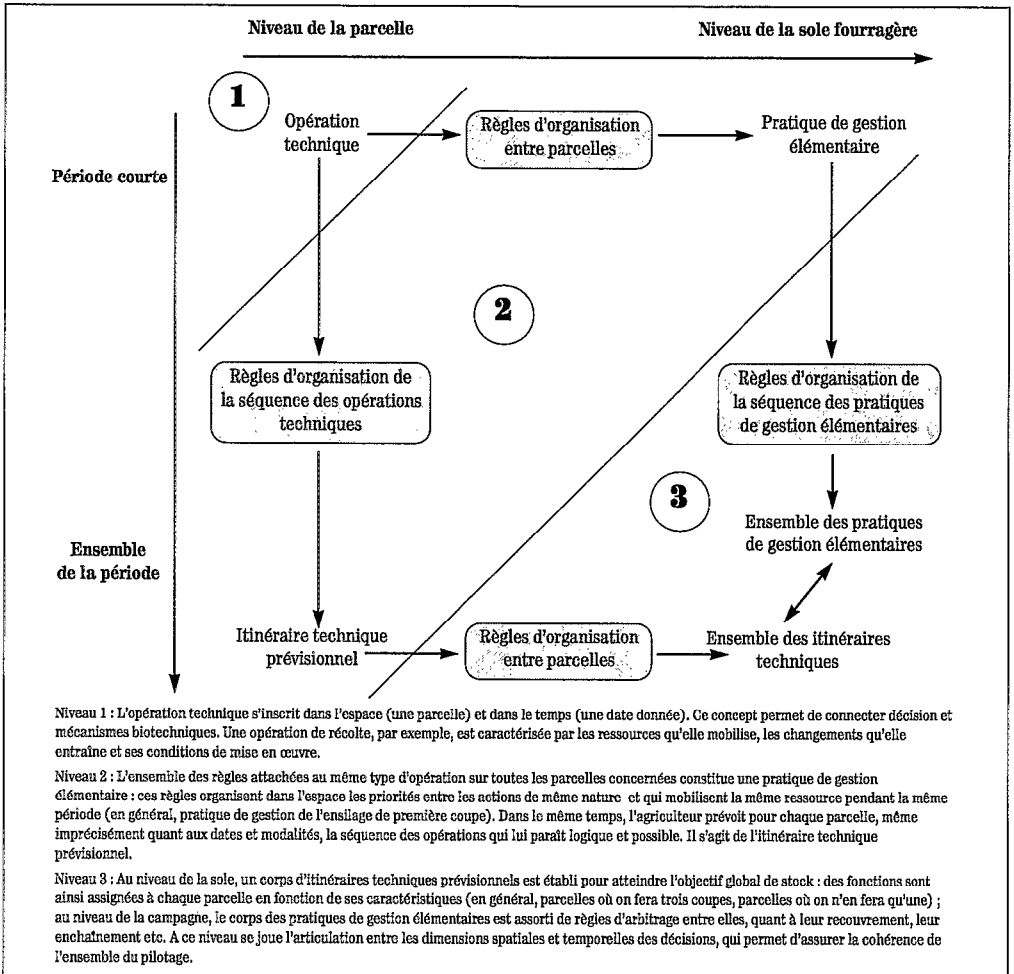 Niveau de la parcelle
Niveau de la sole fourragère
1
Opération
technique
Règles d'organisation
entre parcelles
Pratique de gestion
élémentaire
Période courte
2
Règles d'organisation de
la séquence des opérations
techniques
Règles d'organisation de
la séquence des pratiques
de gestion élémentaires
3
Ensemble des pratiques
de gestion élémentaires
Ensemble
de la période
Itinéraire technique
prévisionnel
Règles d'organisation
entre parcelles
Ensemble des itinéraires
techniques
Niveau 1 : L'opération technique s'inscrit dans l'espace (une parcelle) et dans le temps (une date donnée). Ce concept permet de connecter décision et
mécanismes biotechniques. Une opération de récolte, par exemple, est caractérisée par les ressources qu'elle mobilise, les changements qu'elle
entraîne et ses conditions de mise en œuvre.
Niveau 2 : L'ensemble des règles attachées au même type d'opération sur toutes les parcelles concernées constitue une pratique de gestion
élémentaire : ces règles organisent dans l'espace les priorités entre les actions de même nature et qui mobilisent la même ressource pendant la même
période (en général, pratique de gestion de l'ensilage de première coupe). Dans le même temps, l'agriculteur prévoit pour chaque parcelle, même
imprécisément quant aux dates et modalités, la séquence des opérations qui lui paraît logique et possible. Il s'agit de l'itinéraire technique
prévisionnel.
Niveau 3 : Au niveau de la sole, un corps d'itinéraires techniques prévisionnels est établi pour atteindre l'objectif global de stock : des fonctions sont
ainsi assignées à chaque parcelle en fonction de ses caractéristiques (en général, parcelles où on fera trois coupes, parcelles où on n'en fera qu'une) ;
au niveau de la campagne, le corps des pratiques de gestion élémentaires est assorti de règles d'arbitrage entre elles, quant à leur recouvrement, leur
enchaînement etc. A ce niveau se joue l'articulation entre les dimensions spatiales et temporelles des décisions, qui permet d'assurer la cohérence de
l'ensemble du pilotage.